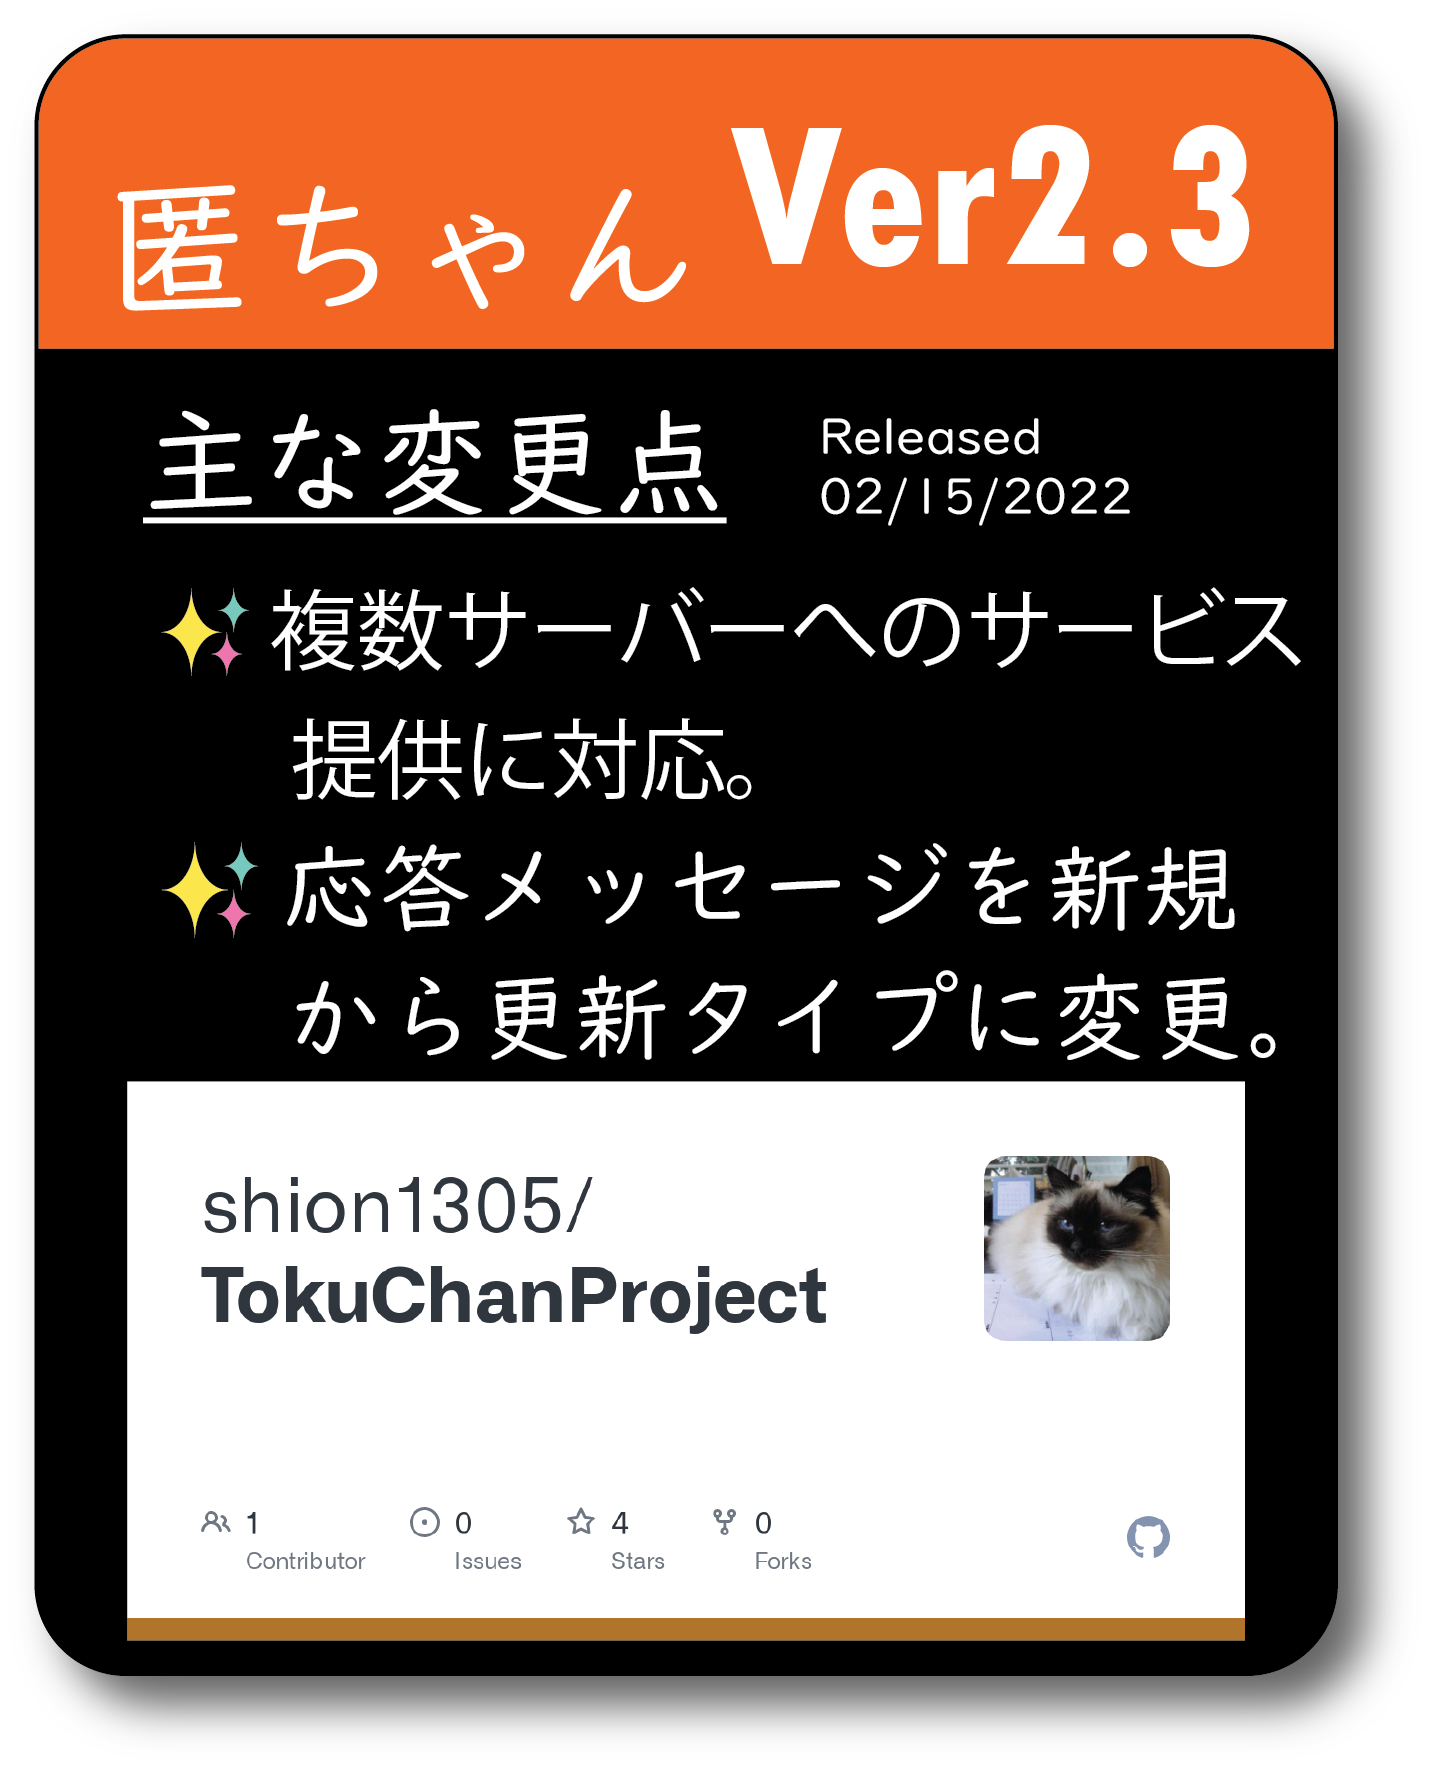 匿ちゃん Ver2.3
主な変更点
Released
02/15/2022
複数サーバーへのサービス
提供に対応。
応答メッセージを新規
から更新タイプに変更。
shion1305/
TokuChanProject
1 0 4 0
Contributor Issues Stars Forks